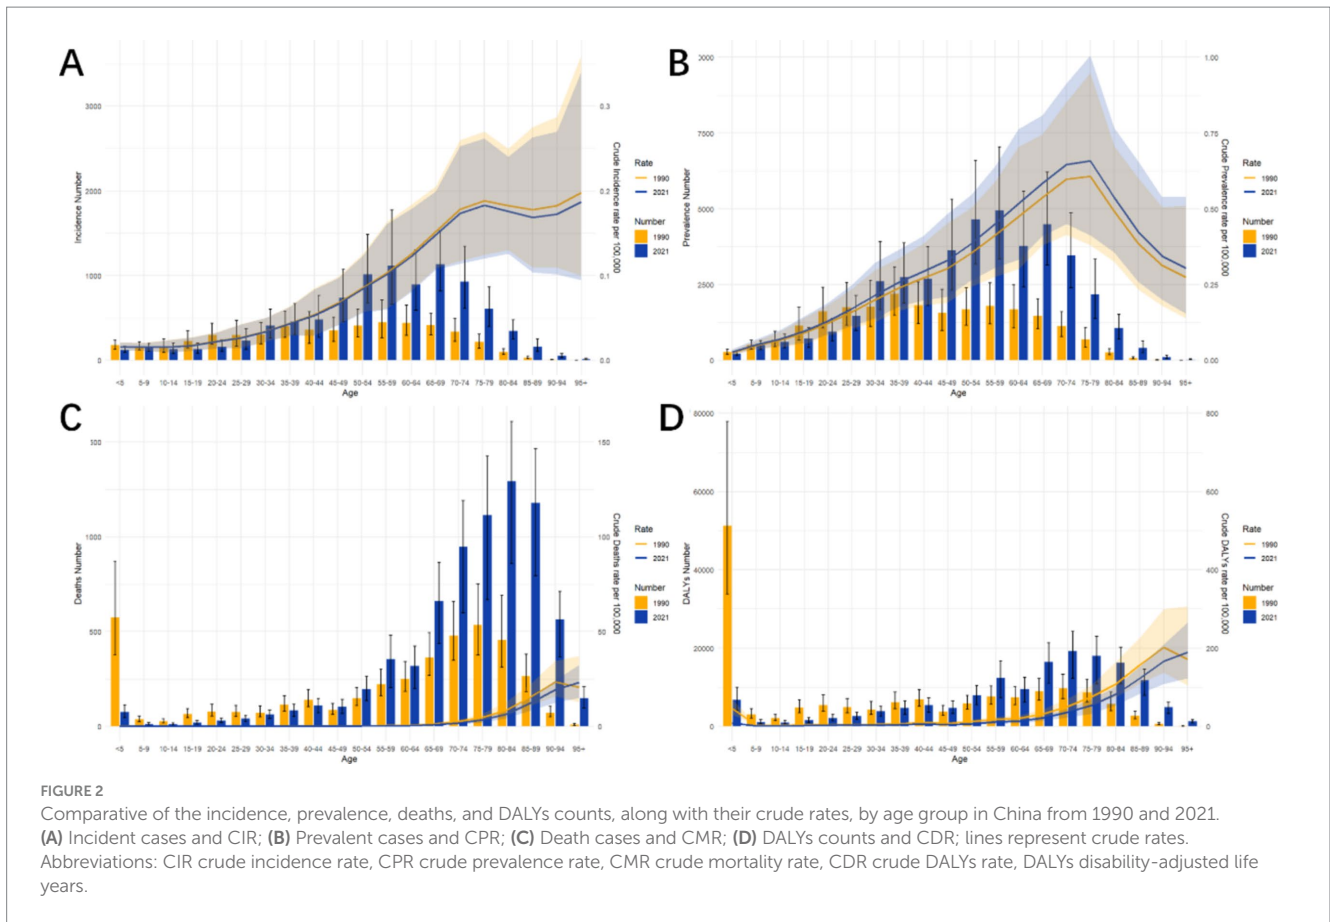 A
3000
2000
1000
0
Incidence Number
0.3
0.2
0.1
0.0
Crude Incidence rate per 100,000
<5 5-9 10-14 15-19 20-24 25-29 30-34 35-39 40-44 45-49 50-54 55-59 60-64 65-69 70-74 75-79 80-84 85-89 90-94 95+
Age
Rate
1990
2021
Number
1990
2021
B
0000
7500
5000
2500
0
Prevalence Number
1.00
0.75
0.50
0.25
0.00
Crude Prevalence rate per 100,000
<5 5-9 10-14 15-19 20-24 25-29 30-34 35-39 40-44 45-49 50-54 55-59 60-64 65-69 70-74 75-79 80-84 85-89 90-94 95+
Age
Rate
1990
2021
Number
1990
2021
C
500
1000
500
0
Deaths Number
150
100
50
0
Crude Deaths rate per 100,000
<5 5-9 10-14 15-19 20-24 25-29 30-34 35-39 40-44 45-49 50-54 55-59 60-64 65-69 70-74 75-79 80-84 85-89 90-94 95+
Age
Rate
1990
2021
Number
1990
2021
D
80000
60000
40000
20000
0
DALYs Number
800
600
400
200
0
Crude DALYs rate per 100,000
<5 5-9 10-14 15-19 20-24 25-29 30-34 35-39 40-44 45-49 50-54 55-59 60-64 65-69 70-74 75-79 80-84 85-89 90-94 95+
Age
Rate
1990
2021
Number
1990
2021
FIGURE 2
Comparative of the incidence, prevalence, deaths, and DALYs counts, along with their crude rates, by age group in China from 1990 and 2021.
(A) Incident cases and CIR; (B) Prevalent cases and CPR; (C) Death cases and CMR; (D) DALYs counts and CDR; lines represent crude rates.
Abbreviations: CIR crude incidence rate, CPR crude prevalence rate, CMR crude mortality rate, CDR crude DALYs rate, DALYs disability-adjusted life
years.